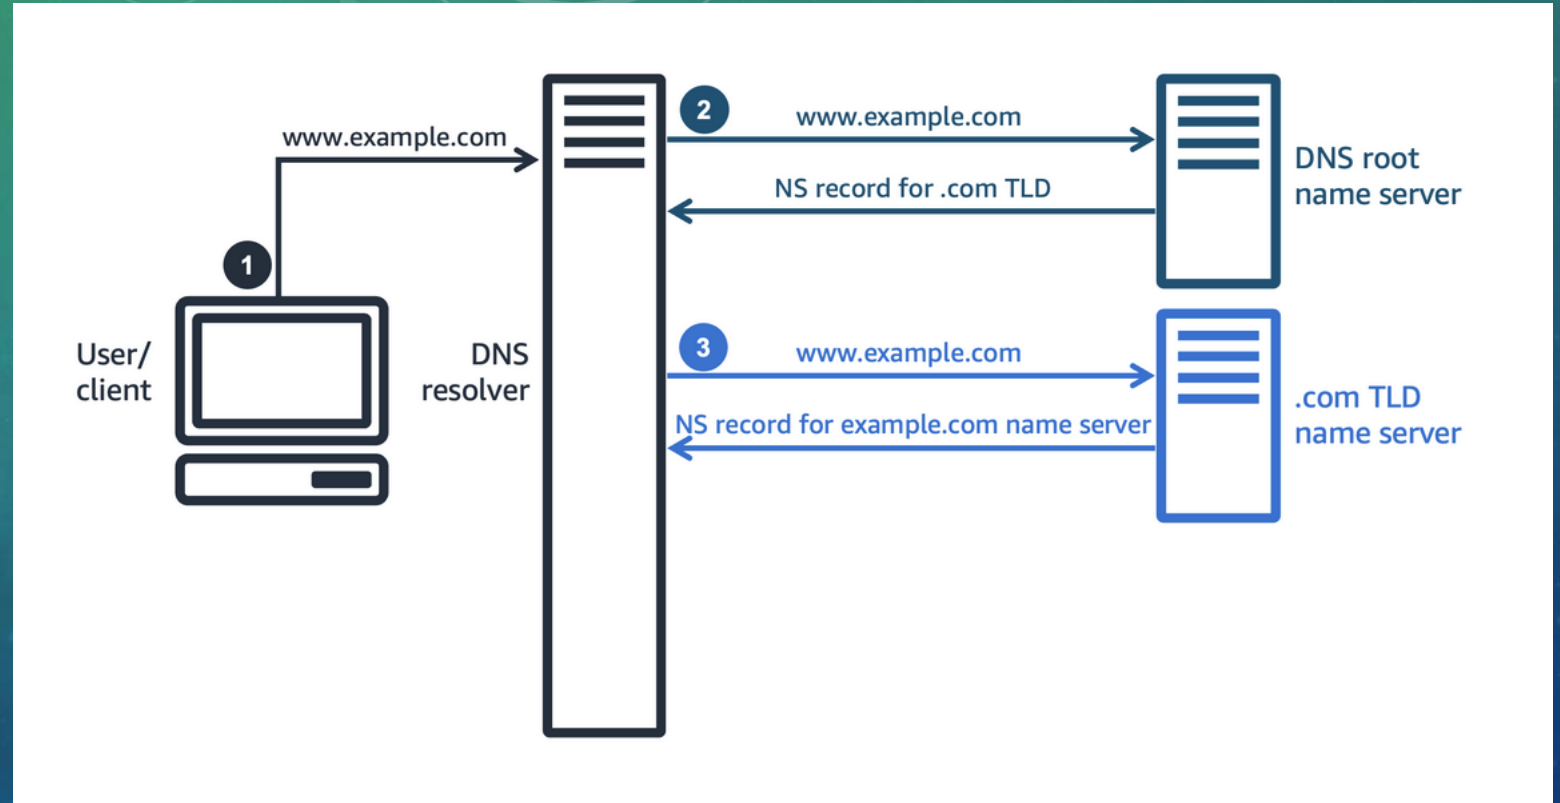 www.example.com
1
User/
client
DNS
resolver
2
www.example.com
NS record for .com TLD
DNS root
name server
3
www.example.com
NS record for example.com name server
.com TLD
name server